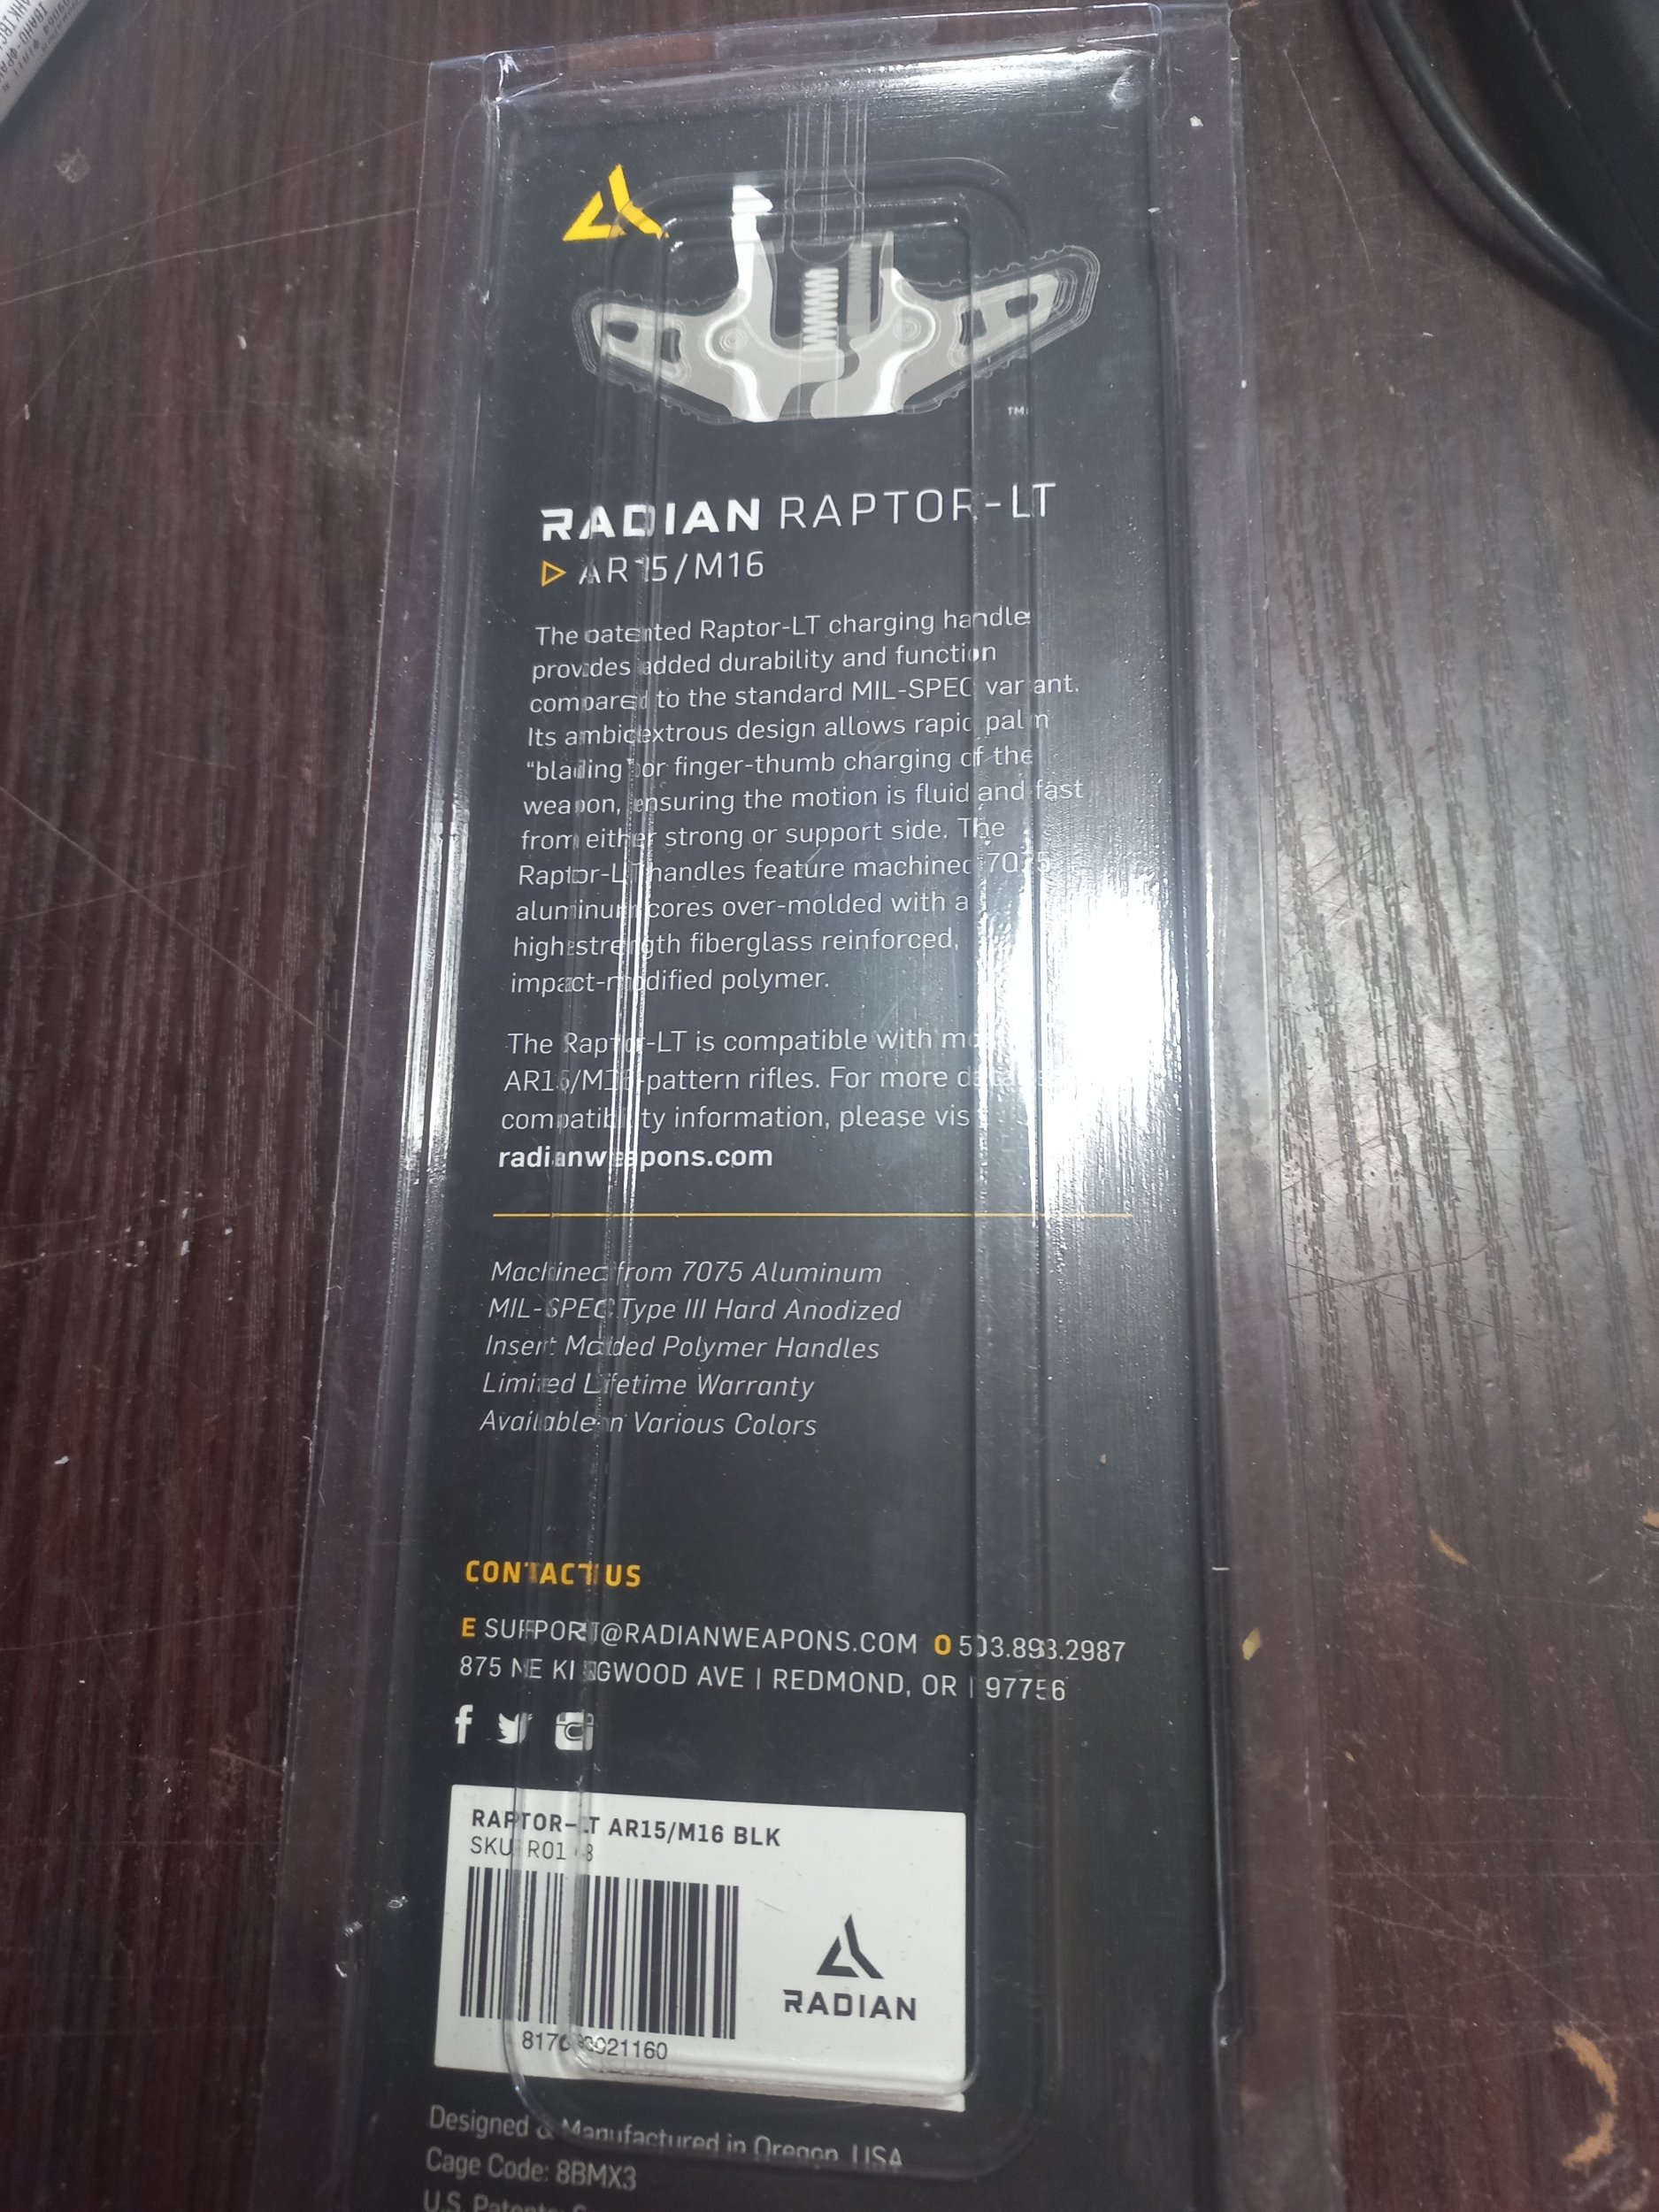 ™
RADIAN RAPTOR-LT
AR15/M16
The patented Raptor-LT charging handle
provides added durability and function
compared to the standard MIL-SPEC variant.
Its ambidextrous design allows rapid palm
"blading" or finger-thumb charging of the
weapon, ensuring the motion is fluid and fast
from either strong or support side. The
Raptor-LT handles feature machined 7075
aluminum cores over-molded with a
high-strength fiberglass reinforced,
impact-modified polymer.
The Raptor-LT is compatible with
AR15/M16-pattern rifles. For more
compatibility information, please visit
radianweapons.com
Machined from 7075 Aluminum
MIL-SPEC Type III Hard Anodized
Insert Molded Polymer Handles
Limited Lifetime Warranty
Available in Various Colors
CONTACT US
E SUPPORT@RADIANWEAPONS.COM O 503.893.2987
875 NE KINGWOOD AVE | REDMOND, OR | 97756
RAPTOR-LT AR15/M16 BLK
SKU
RADIAN
Designed & Manufactured in Oregon, USA
Cage Code: 8BMX3
U.S.